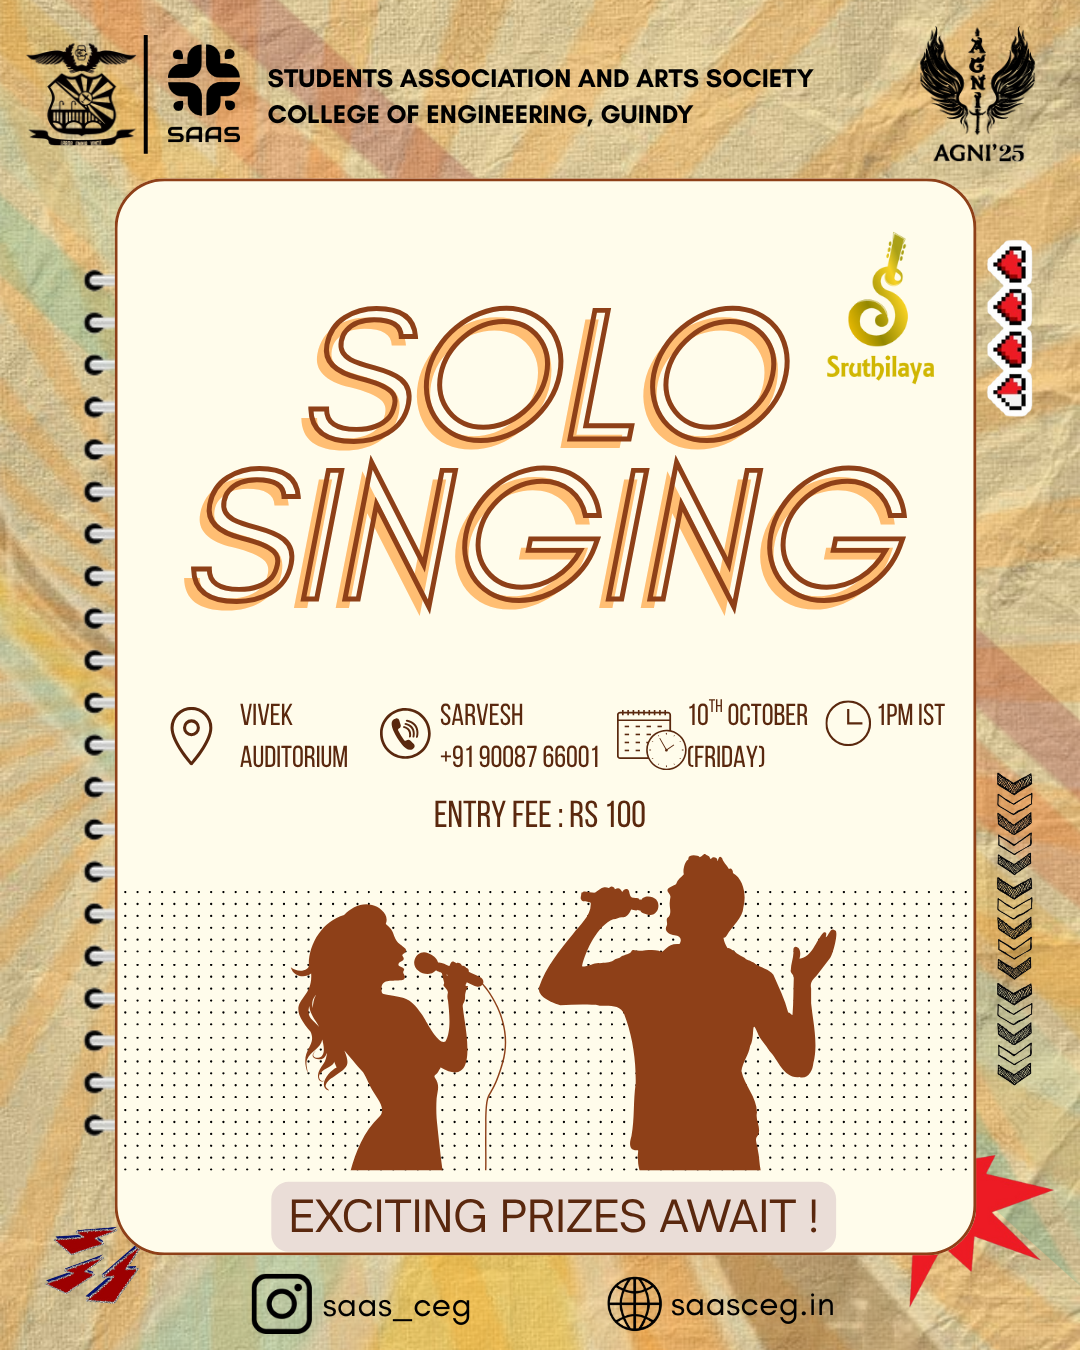 SAAS
STUDENTS ASSOCIATION AND ARTS SOCIETY
COLLEGE OF ENGINEERING, GUINDY
AGNI
AGNI'25
Sruthilaya
SOLO
SINGING
VIVEK
AUDITORIUM
SARVESH
+91 90087 66001
10TH OCTOBER
(FRIDAY)
1PM IST
ENTRY FEE : RS 100
EXCITING PRIZES AWAIT !
saas_ceg
saasceg.in